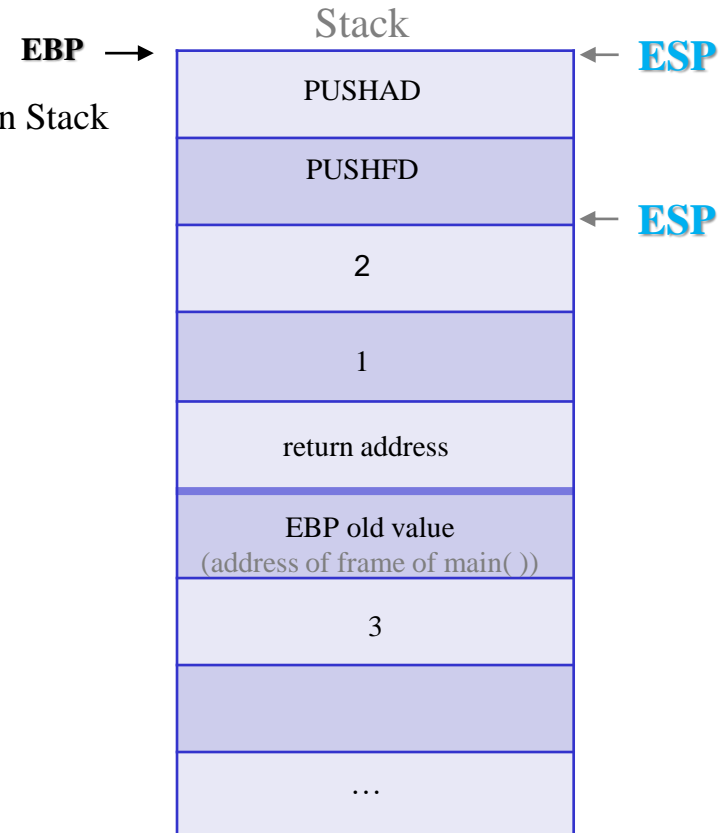 Stack
EBP
ESP
n Stack
PUSHAD
PUSHFD
ESP
2
1
return address
EBP old value
(address of frame of main( ))
3
…